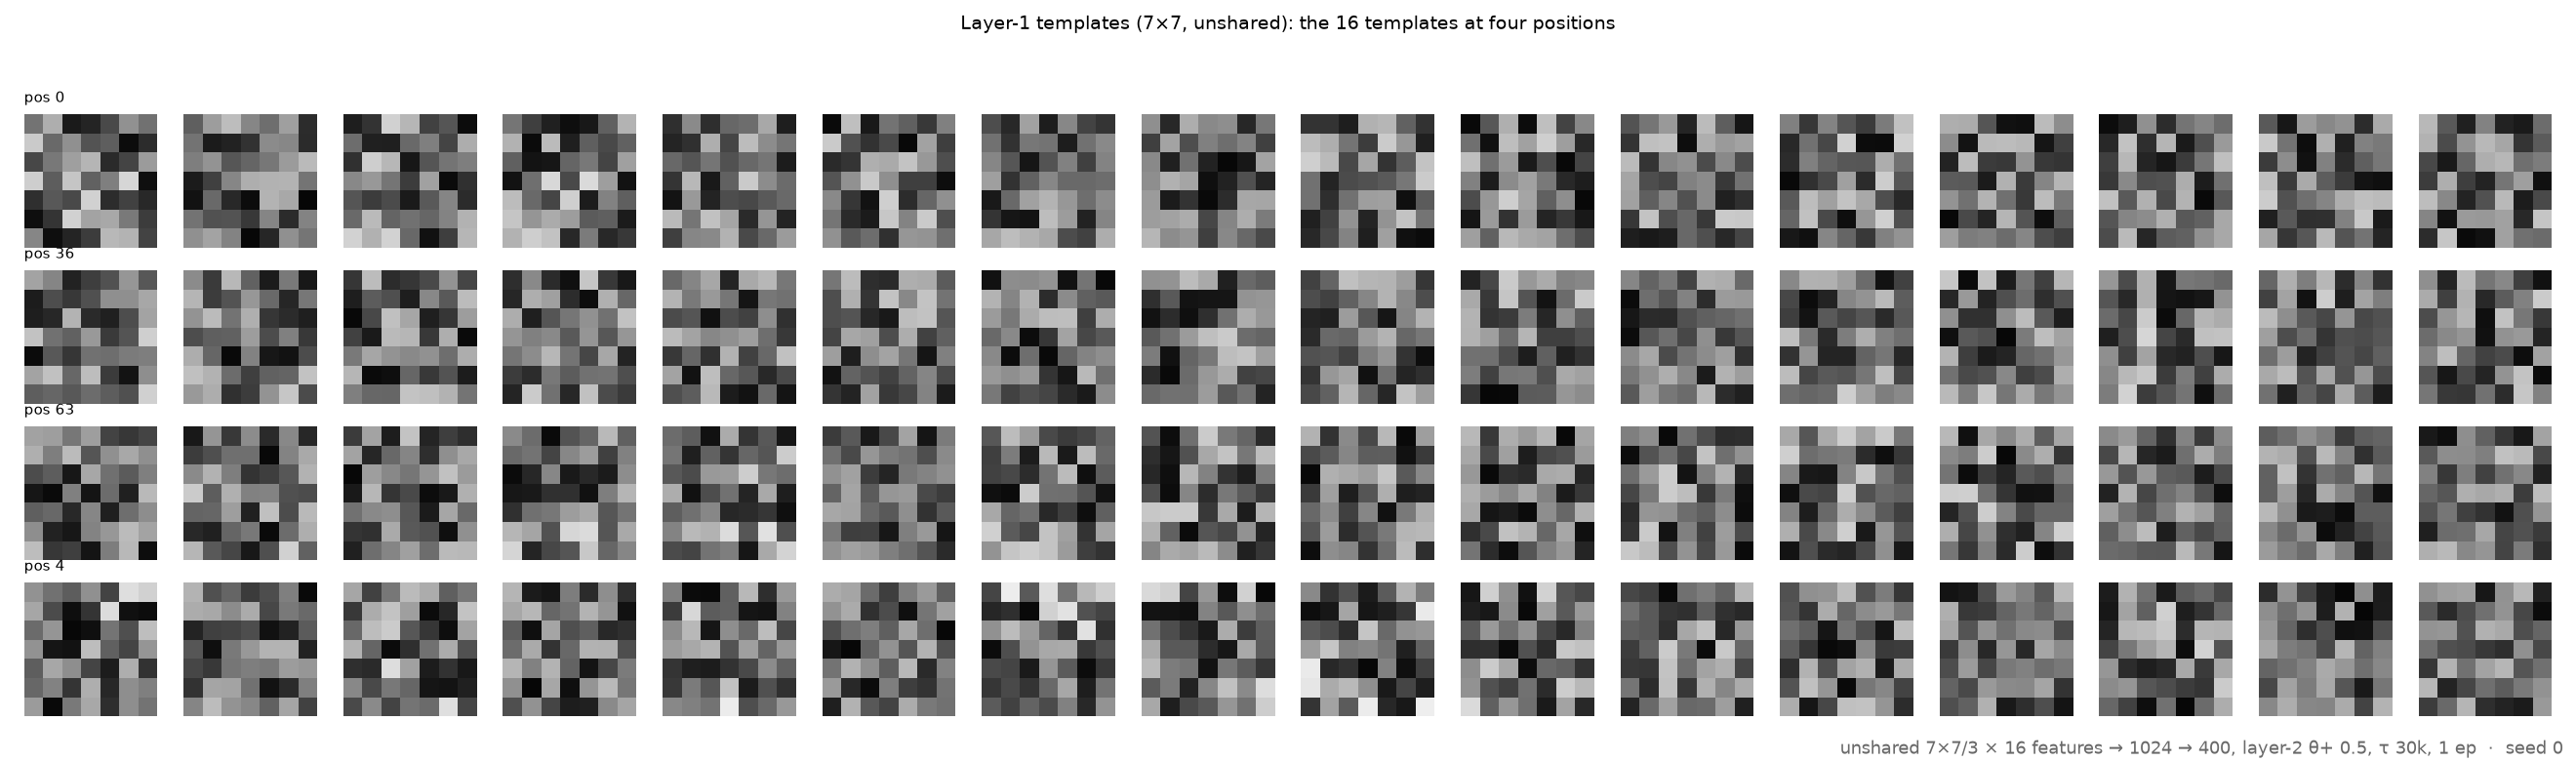 Layer-1 templates (7×7, unshared): the 16 templates at four positions
pos 0
pos 36
pos 63
pos 4
unshared 7×7/3 × 16 features → 1024 → 400, layer-2 θ+ 0.5, τ 30k, 1 ep · seed 0